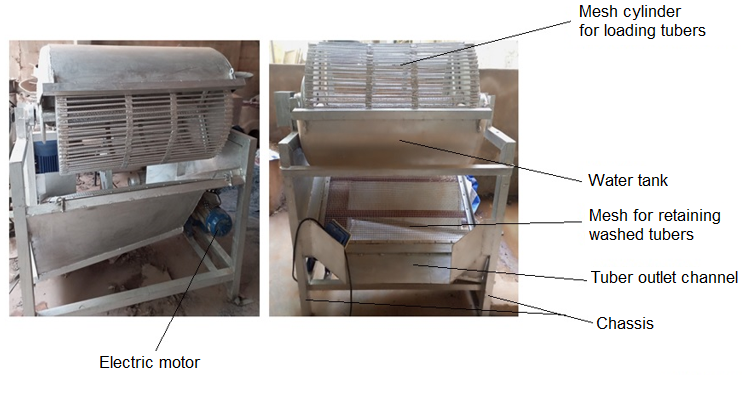 Mesh cylinder
for loading tubers
Water tank
Mesh for retaining
washed tubers
Tuber outlet channel
Chassis
Electric motor